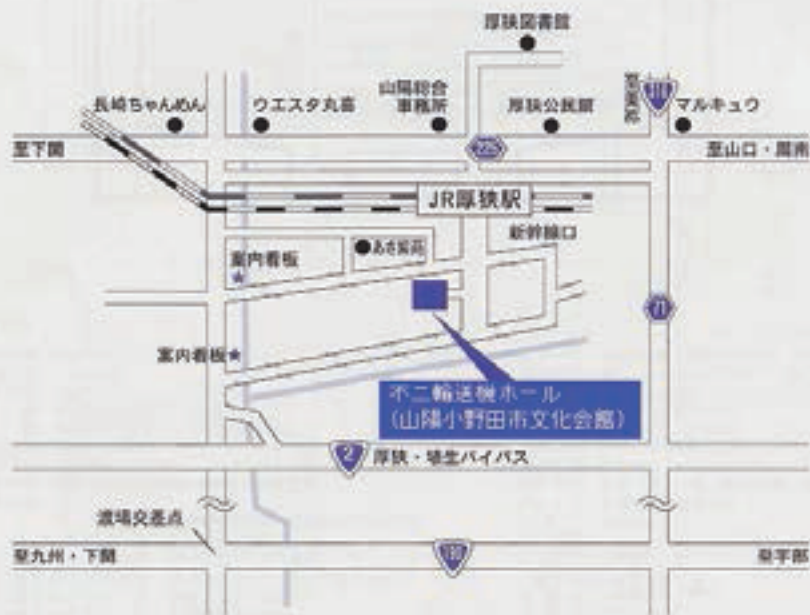 厚狭図書館
長崎ちゃんめん
ウエスタ丸喜
山陽総合
事務所
厚狭公民館
マルキュウ
至下関
225
至山口・周南
JR厚狭駅
新幹線口
案内看板
あさ紫苑
71
案内看板
不二輸送機ホール
(山陽小野田市文化会館)
2
厚狭・埴生バイパス
渡場交差点
至九州・下関
190
至宇部